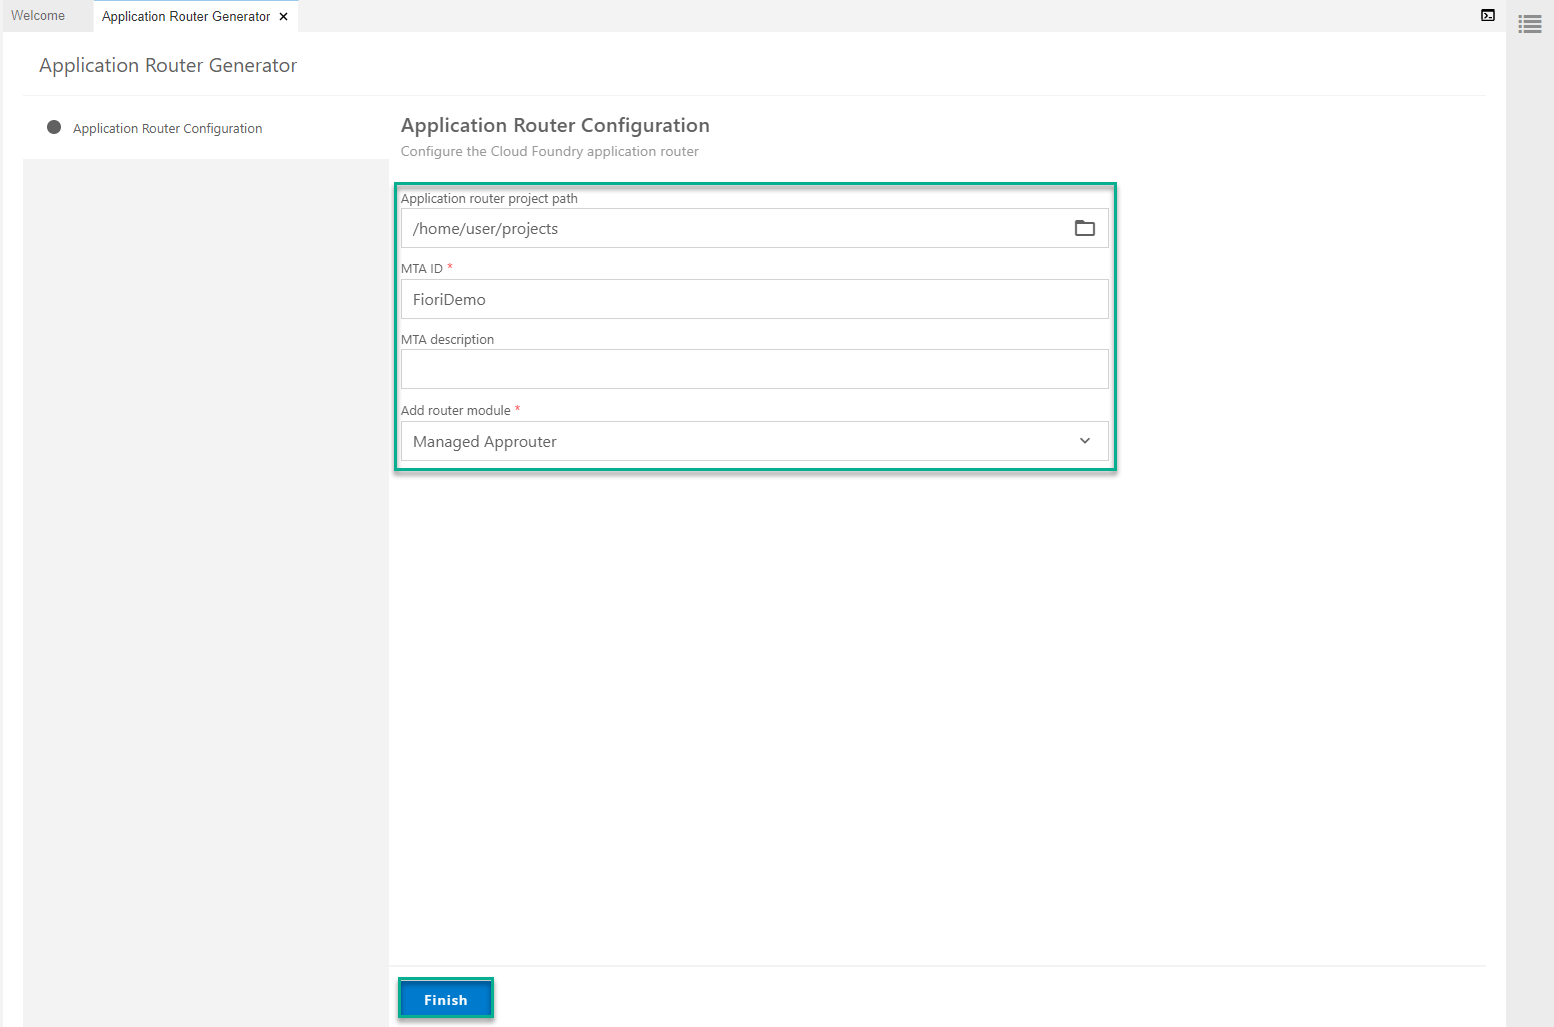 Welcome
Application Router Generator
Application Router Generator
Application Router Configuration
Application Router Configuration
Configure the Cloud Foundry application router
Application router project path
/home/user/projects
MTA ID *
FioriDemo
MTA description
Add router module *
Managed Approuter
Finish